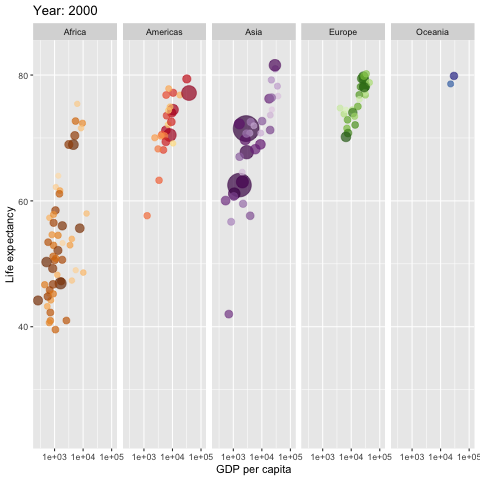 Year: 2000
Africa Americas Asia Europe Oceania
80
60
40
Life expectancy
1e+03 1e+04 1e+05 1e+03 1e+04 1e+05 1e+03 1e+04 1e+05 1e+03 1e+04 1e+05 1e+03 1e+04 1e+05
GDP per capita